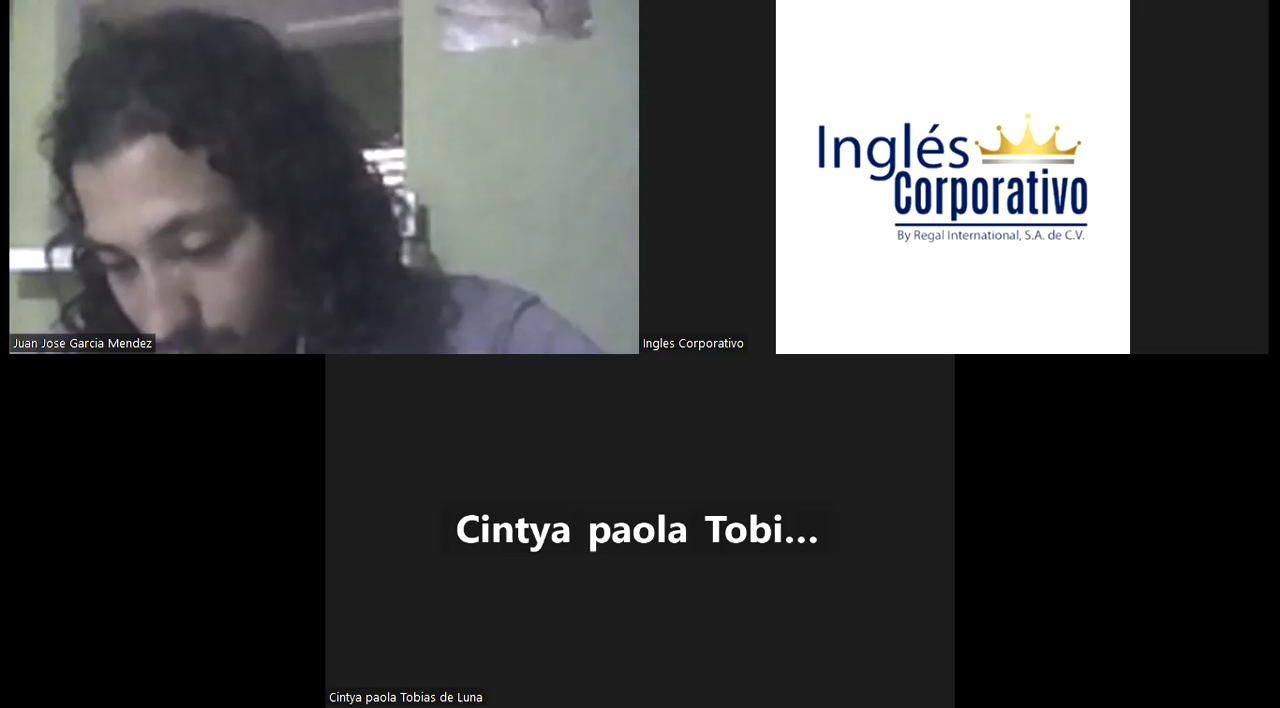 Inglés
Corporativo
By Regal International, S.A. de C.V.
Juan Jose Garcia Mendez
Ingles Corporativo
Cintya paola Tobi...
Cintya paola Tobias de Luna